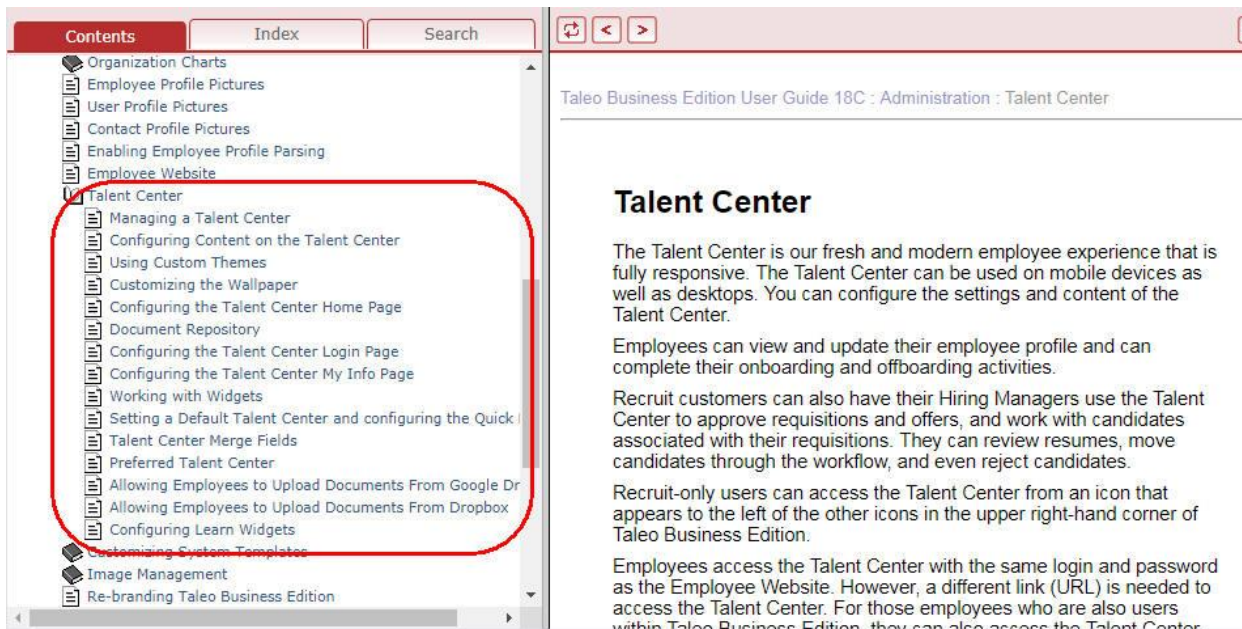 Contents
Index
Search
Organization Charts
Employee Profile Pictures
User Profile Pictures
Contact Profile Pictures
Enabling Employee Profile Parsing
Employee Website
Talent Center
Managing a Talent Center
Configuring Content on the Talent Center
Using Custom Themes
Customizing the Wallpaper
Configuring the Talent Center Home Page
Document Repository
Configuring the Talent Center Login Page
Configuring the Talent Center My Info Page
Working with Widgets
Setting a Default Talent Center and configuring the Quick
Talent Center Merge Fields
Preferred Talent Center
Allowing Employees to Upload Documents From Google Dr
Allowing Employees to Upload Documents From Dropbox
Configuring Learn Widgets
Customizing System Templates
Image Management
Re-branding Taleo Business Edition
Taleo Business Edition User Guide 18C : Administration : Talent Center
Talent Center
The Talent Center is our fresh and modern employee experience that is
fully responsive. The Talent Center can be used on mobile devices as
well as desktops. You can configure the settings and content of the
Talent Center.
Employees can view and update their employee profile and can
complete their onboarding and offboarding activities.
Recruit customers can also have their Hiring Managers use the Talent
Center to approve requisitions and offers, and work with candidates
associated with their requisitions. They can review resumes, move
candidates through the workflow, and even reject candidates.
Recruit-only users can access the Talent Center from an icon that
appears to the left of the other icons in the upper right-hand corner of
Taleo Business Edition.
Employees access the Talent Center with the same login and password
as the Employee Website. However, a different link (URL) is needed to
access the Talent Center. For those employees who are also users
within Taleo Business Edition, they can also access the Talent Center